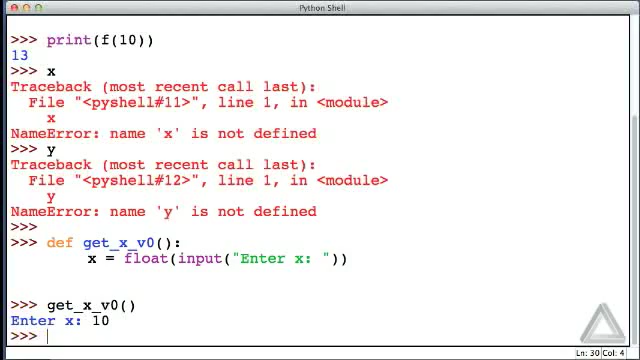 Python Shell
>>> print(f(10))
13
>>> x
Traceback (most recent call last):
  File "<pyshell#11>", line 1, in <module>
    x
NameError: name 'x' is not defined
>>> y
Traceback (most recent call last):
  File "<pyshell#12>", line 1, in <module>
    y
NameError: name 'y' is not defined
>>>
>>> def get_x_v0():
        x = float(input("Enter x: "))
>>> get_x_v0()
Enter x: 10
>>>
Ln: 30 Col: 4